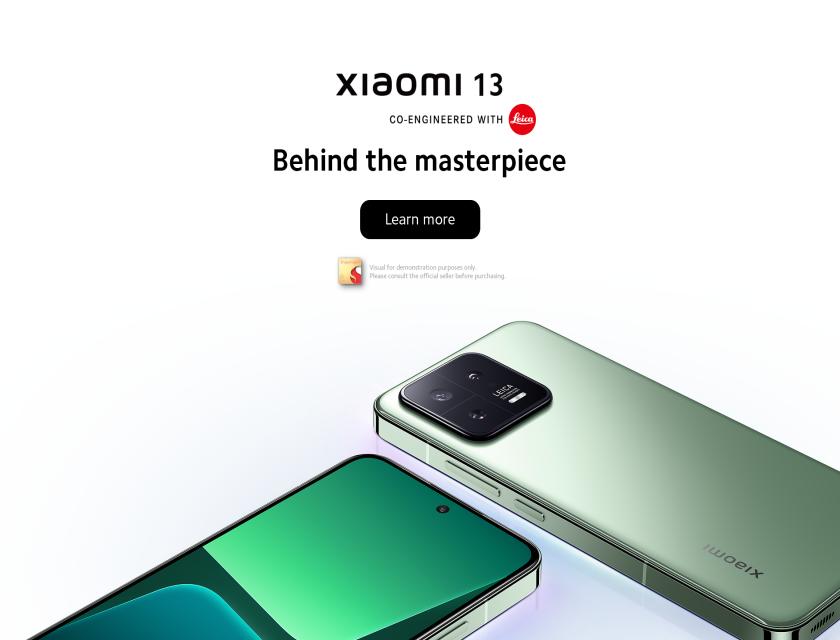 XIAOMI 13
CO-ENGINEERED WITH Leica
Behind the masterpiece
Learn more
Visual for demonstration purposes only.
Please consult the official seller before purchasing.
LEICA
XIAOMI